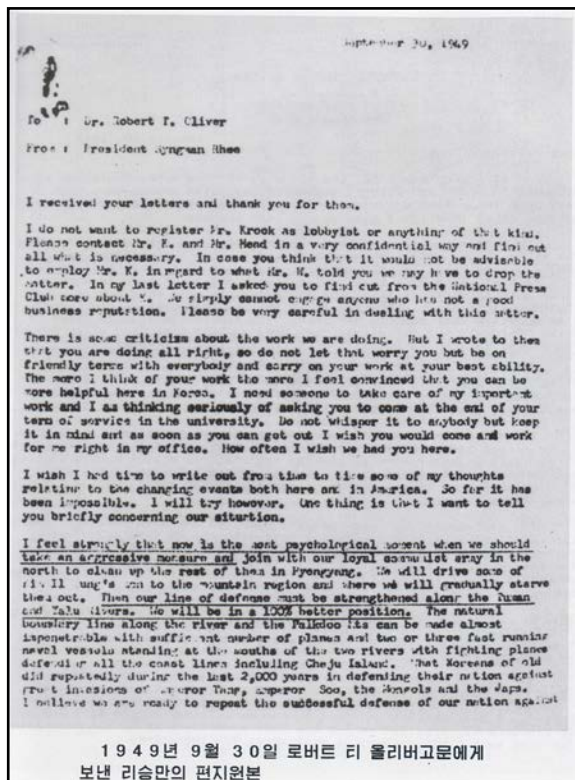 September 30, 1949
To : Dr. Robert T. Oliver
From : President Syngman Rhee
I received your letters and thank you for them.
I do not want to register Mr. Krock as lobbyist or anything of that kind.
Please contact Mr. K. and Mr. Mead in a very confidential way and find out
all what is necessary. In case you think that it would not be advisable
to employ Mr. K. in regard to what Mr. M. told you we may have to drop the
matter. In my last letter I asked you to find out from the National Press
Club more about K. We simply cannot engage anyone who has not a good
business reputation. Please be very careful in dealing with this matter.
There is some criticism about the work we are doing. But I wrote to them
that you are doing all right, so do not let that worry you but be on
friendly terms with everybody and carry on your work at your best ability.
The more I think of your work the more I feel convinced that you can be
more helpful here in Korea. I need someone to take care of my important
work and I am thinking seriously of asking you to come at the end of your
term of service in the university. Do not whisper it to anybody but keep
it in mind and as soon as you can get out I wish you would come and work
for me right in my office. How often I wish we had you here.
I wish I had time to write out from time to time some of my thoughts
relating to the changing events both here and in America. So far it has
been impossible. I will try however. One thing is that I want to tell
you briefly concerning our situation.
I feel strongly that now is the most psychological moment when we should
take an aggressive measure and join with our loyal communist army in the
north to clean up the rest of them in Pyongyang. We will drive some of
Kim Il Sung's men to the mountain region and there we will gradually starve
them out. Then our line of defense must be strengthened along the Tuman
and Yalu Rivers. We will be in a 100% better position. The natural
boundary line along the river and the Paikdoo Mts can be made almost
impenetrable with sufficient number of planes and two or three fast running
naval vessels standing at the mouths of the two rivers with fighting planes
defending all the coast lines including Cheju Island. What Koreans of old
did repeatedly during the last 2,000 years in defending their nation against
great invasions of emperor Tang, emperor Soo, the Mongols and the Japs.
I believe we are ready to repeat the successful defense of our nation against
1949년 9월 30일 로버트 티 올리버고문에게
보낸 리승만의 편지원본